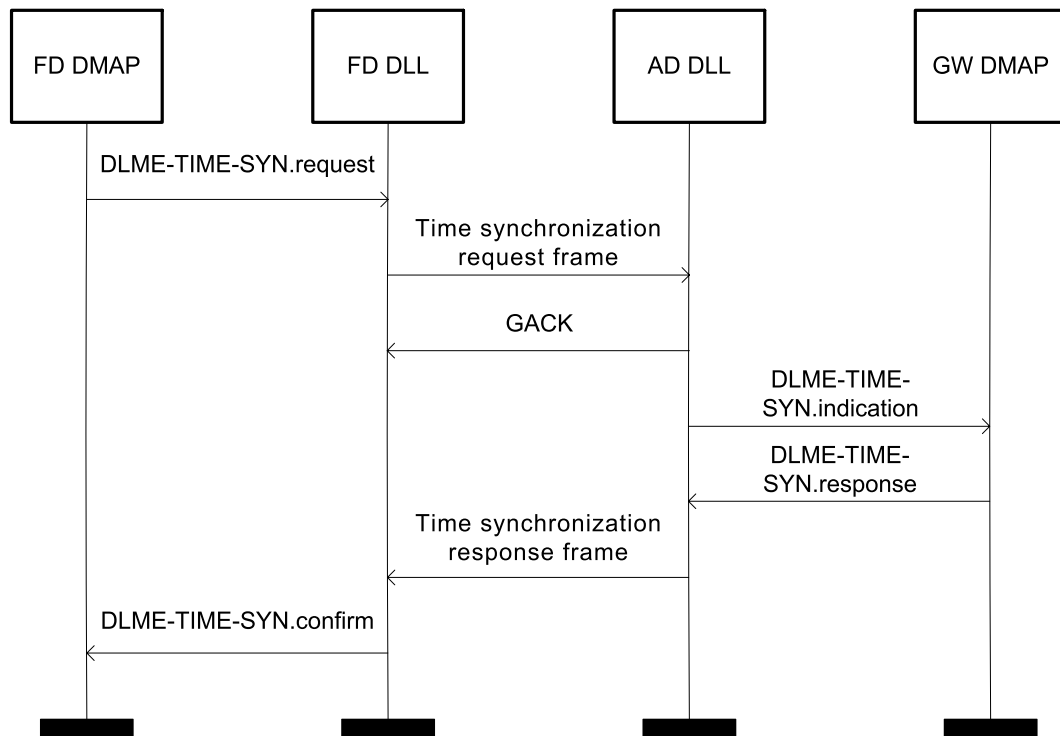 FD DMAP
FD DLL
AD DLL
GW DMAP
DLME-TIME-SYN.request
Time synchronization
request frame
GACK
DLME-TIME-
SYN.indication
DLME-TIME-
SYN.response
Time synchronization
response frame
DLME-TIME-SYN.confirm